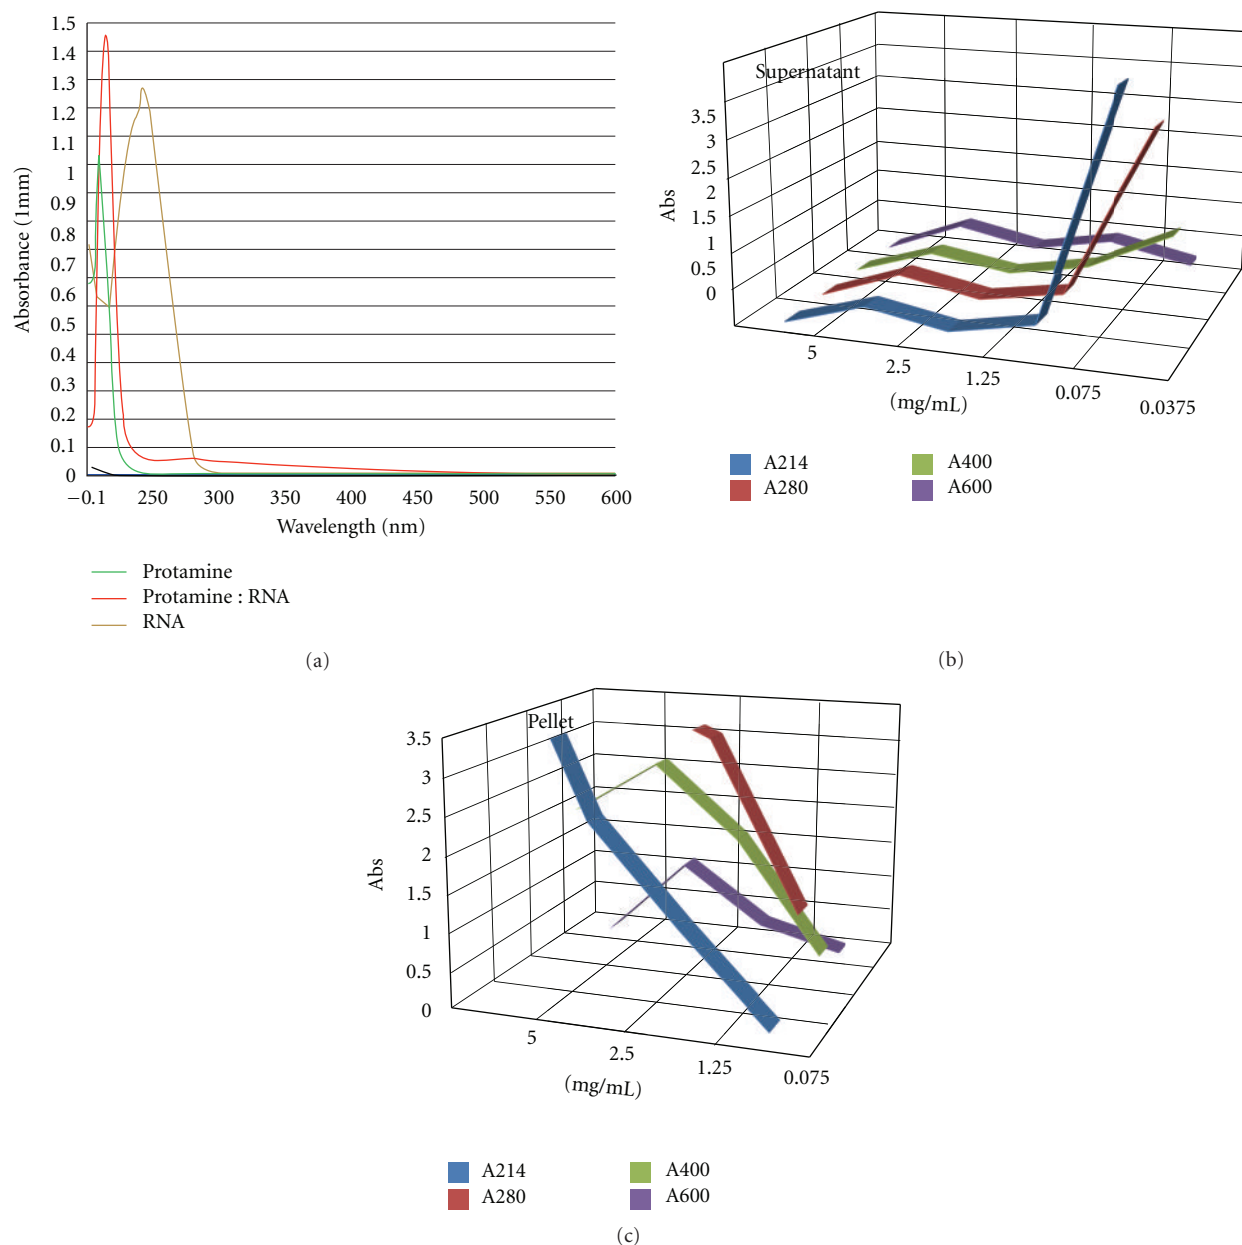 1.5
1.4
1.3
1.2
1.1
1
0.9
0.8
0.7
0.6
0.5
0.4
0.3
0.2
0.1
0
−0.1 250 300 350 400 450 500 550 600
Absorbance (1mm)
Wavelength (nm)
Protamine
Protamine : RNA
RNA
(a)
Supernatant
3.5
3
2.5
2
1.5
1
0.5
0
Abs
5
2.5
1.25
0.075
0.0375
(mg/mL)
A214
A280
A400
A600
(b)
Pellet
3.5
3
2.5
2
1.5
1
0.5
0
Abs
5
2.5
1.25
0.075
(mg/mL)
A214
A280
A400
A600
(c)